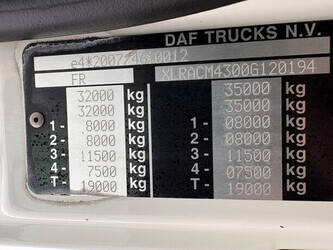 DAF TRUCKS N.V.
e4*2007/46*0012
FR XLRACM4300G120194
32000 kg 35000 kg
32000 kg 35000 kg
1- 8000 kg 1- 08000 kg
2- 8000 kg 2- 08000 kg
3- 11500 kg 3- 11500 kg
4- 7500 kg 4- 07500 kg
T- 19000 kg T- 19000 kg